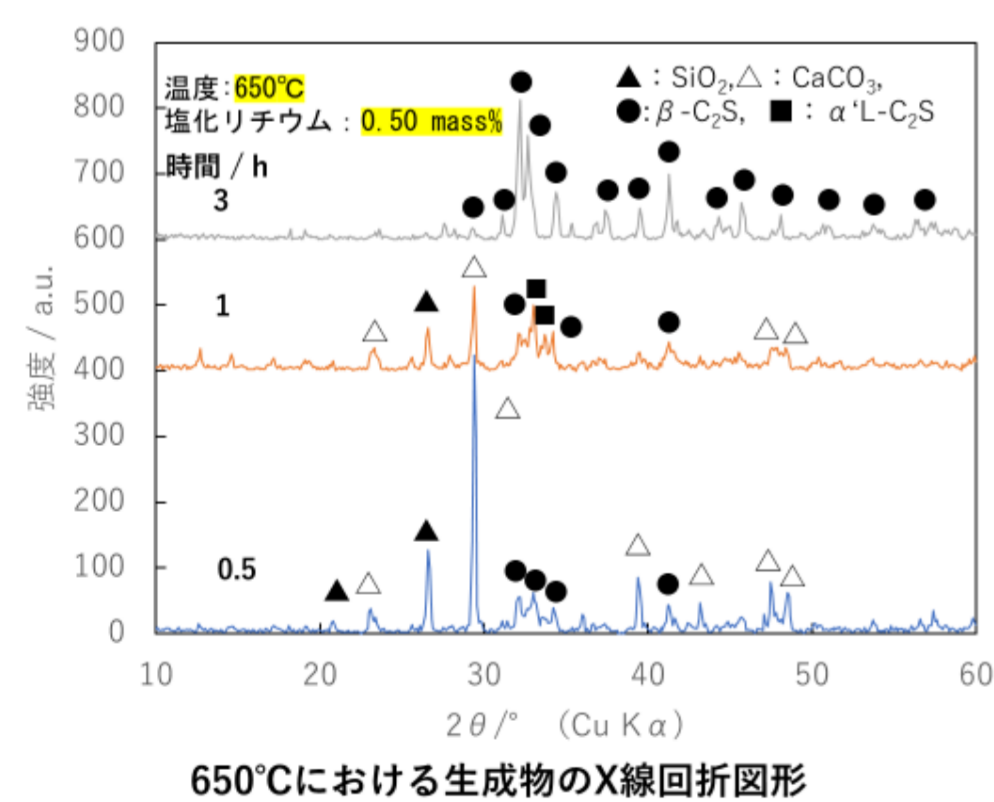 900
温度:650℃
▲：SiO₂,△：CaCO₃,
800
塩化リチウム：0.50 mass%
●:β-C₂S, ■：α‘L-C₂S
700
時間 / h
3
600
500
1
400
300
200
100
0.5
0
強度 / a.u.
10 20 30 40 50 60
2θ/° （Cu Kα）
650℃における生成物のX線回折図形